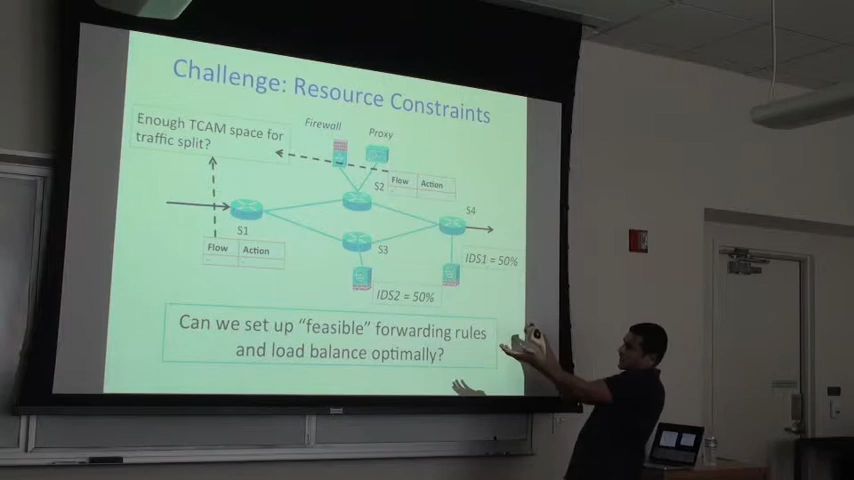 Challenge: Resource Constraints
Enough TCAM space for
traffic split?
Firewall
Proxy
Flow Action
S2
S4
S1
S3
Flow Action
IDS1 = 50%
IDS2 = 50%
Can we set up “feasible” forwarding rules
and load balance optimally?